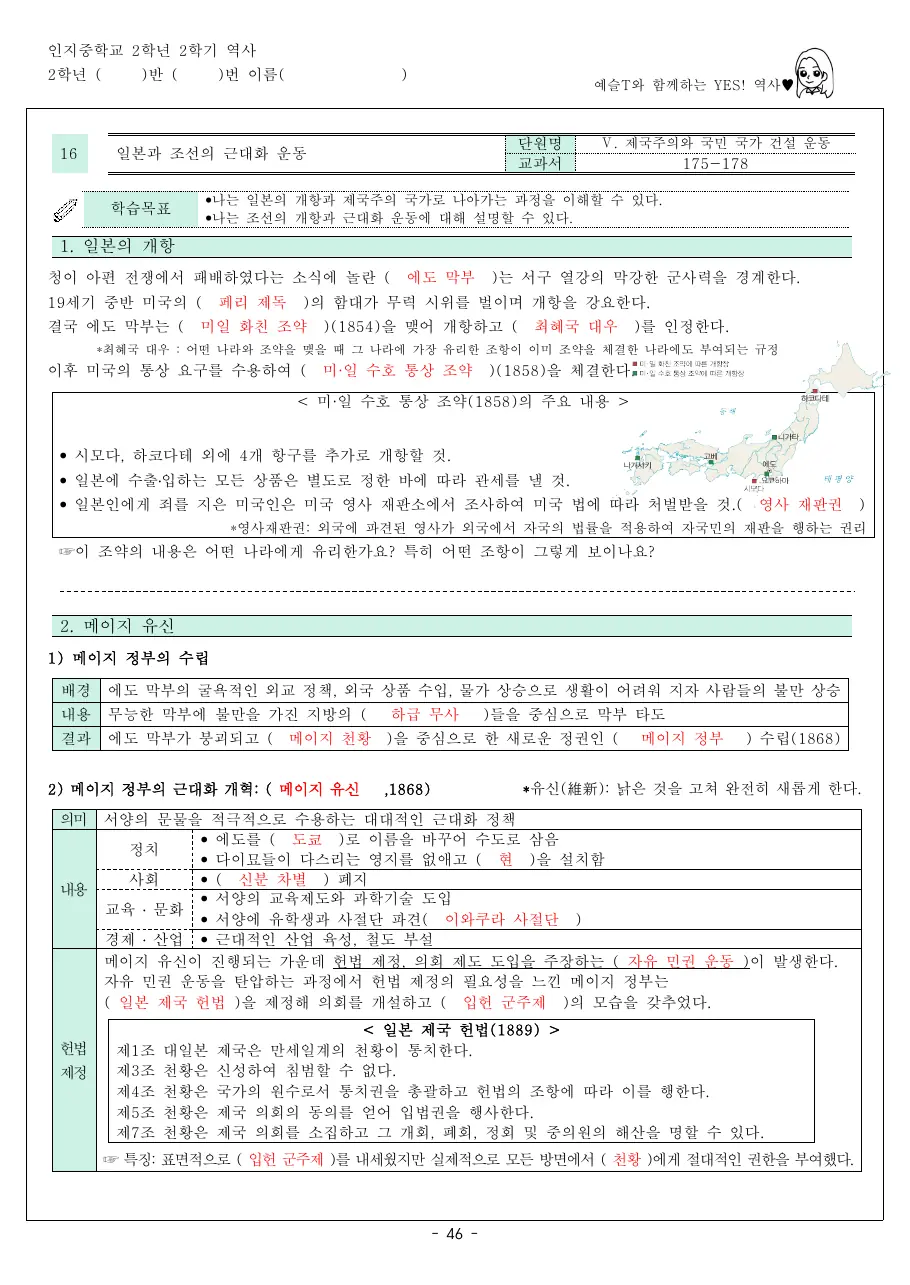 인지중학교 2학년 2학기 역사
2학년 (     )반 (     )번 이름(               )
예슬T와 함께하는 YES! 역사♥
16 일본과 조선의 근대화 운동
단원명 Ⅴ. 제국주의와 국민 국가 건설 운동
교과서 175-178
학습목표
●나는 일본의 개항과 제국주의 국가로 나아가는 과정을 이해할 수 있다.
●나는 조선의 개항과 근대화 운동에 대해 설명할 수 있다.
1. 일본의 개항
청이 아편 전쟁에서 패배하였다는 소식에 놀란 ( 에도 막부 )는 서구 열강의 막강한 군사력을 경계한다.
19세기 중반 미국의 ( 페리 제독 )의 함대가 무력 시위를 벌이며 개항을 강요한다.
결국 에도 막부는 ( 미일 화친 조약 )(1854)을 맺어 개항하고 ( 최혜국 대우 )를 인정한다.
*최혜국 대우 : 어떤 나라와 조약을 맺을 때 그 나라에 가장 유리한 조항이 이미 조약을 체결한 나라에도 부여되는 규정
이후 미국의 통상 요구를 수용하여 ( 미·일 수호 통상 조약 )(1858)을 체결한다.
■ 미·일 화친 조약에 따른 개항장
■ 미·일 수호 통상 조약에 따른 개항장
< 미·일 수호 통상 조약(1858)의 주요 내용 >
하코다테
동해
니가타
고베
나가사키
에도
요코하마
시모다
태평양
● 시모다, 하코다테 외에 4개 항구를 추가로 개항할 것.
● 일본에 수출·입하는 모든 상품은 별도로 정한 바에 따라 관세를 낼 것.
● 일본인에게 죄를 지은 미국인은 미국 영사 재판소에서 조사하여 미국 법에 따라 처벌받을 것.( 영사 재판권 )
*영사재판권: 외국에 파견된 영사가 외국에서 자국의 법률을 적용하여 자국민의 재판을 행하는 권리
☞이 조약의 내용은 어떤 나라에게 유리한가요? 특히 어떤 조항이 그렇게 보이나요?
2. 메이지 유신
1) 메이지 정부의 수립
배경 에도 막부의 굴욕적인 외교 정책, 외국 상품 수입, 물가 상승으로 생활이 어려워 지자 사람들의 불만 상승
내용 무능한 막부에 불만을 가진 지방의 ( 하급 무사 )들을 중심으로 막부 타도
결과 에도 막부가 붕괴되고 ( 메이지 천황 )을 중심으로 한 새로운 정권인 ( 메이지 정부 ) 수립(1868)
2) 메이지 정부의 근대화 개혁: ( 메이지 유신 ,1868) *유신(維新): 낡은 것을 고쳐 완전히 새롭게 한다.
의미 서양의 문물을 적극적으로 수용하는 대대적인 근대화 정책
내용
정치
● 에도를 ( 도쿄 )로 이름을 바꾸어 수도로 삼음
● 다이묘들이 다스리는 영지를 없애고 ( 현 )을 설치함
사회 ● ( 신분 차별 ) 폐지
교육·문화
● 서양의 교육제도와 과학기술 도입
● 서양에 유학생과 사절단 파견( 이와쿠라 사절단 )
경제·산업 ● 근대적인 산업 육성, 철도 부설
헌법
제정
메이지 유신이 진행되는 가운데 헌법 제정, 의회 제도 도입을 주장하는 ( 자유 민권 운동 )이 발생한다.
자유 민권 운동을 탄압하는 과정에서 헌법 제정의 필요성을 느낀 메이지 정부는
( 일본 제국 헌법 )을 제정해 의회를 개설하고 ( 입헌 군주제 )의 모습을 갖추었다.
< 일본 제국 헌법(1889) >
제1조 대일본 제국은 만세일계의 천황이 통치한다.
제3조 천황은 신성하여 침범할 수 없다.
제4조 천황은 국가의 원수로서 통치권을 총괄하고 헌법의 조항에 따라 이를 행한다.
제5조 천황은 제국 의회의 동의를 얻어 입법권을 행사한다.
제7조 천황은 제국 의회를 소집하고 그 개회, 폐회, 정회 및 중의원의 해산을 명할 수 있다.
☞ 특징: 표면적으로 ( 입헌 군주제 )를 내세웠지만 실제적으로 모든 방면에서 ( 천황 )에게 절대적인 권한을 부여했다.
- 46 -